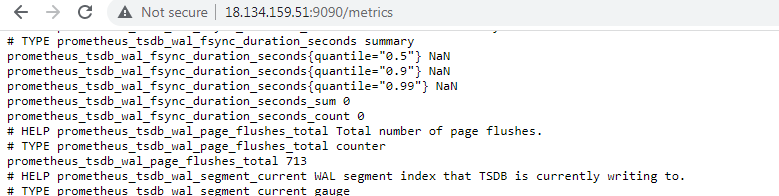 Not secure | 18.134.159.51:9090/metrics
# TYPE prometheus_tsdb_wal_fsync_duration_seconds summary
prometheus_tsdb_wal_fsync_duration_seconds{quantile="0.5"} NaN
prometheus_tsdb_wal_fsync_duration_seconds{quantile="0.9"} NaN
prometheus_tsdb_wal_fsync_duration_seconds{quantile="0.99"} NaN
prometheus_tsdb_wal_fsync_duration_seconds_sum 0
prometheus_tsdb_wal_fsync_duration_seconds_count 0
# HELP prometheus_tsdb_wal_page_flushes_total Total number of page flushes.
# TYPE prometheus_tsdb_wal_page_flushes_total counter
prometheus_tsdb_wal_page_flushes_total 713
# HELP prometheus_tsdb_wal_segment_current WAL segment index that TSDB is currently writing to.
# TYPE prometheus_tsdb_wal_segment_current gauge